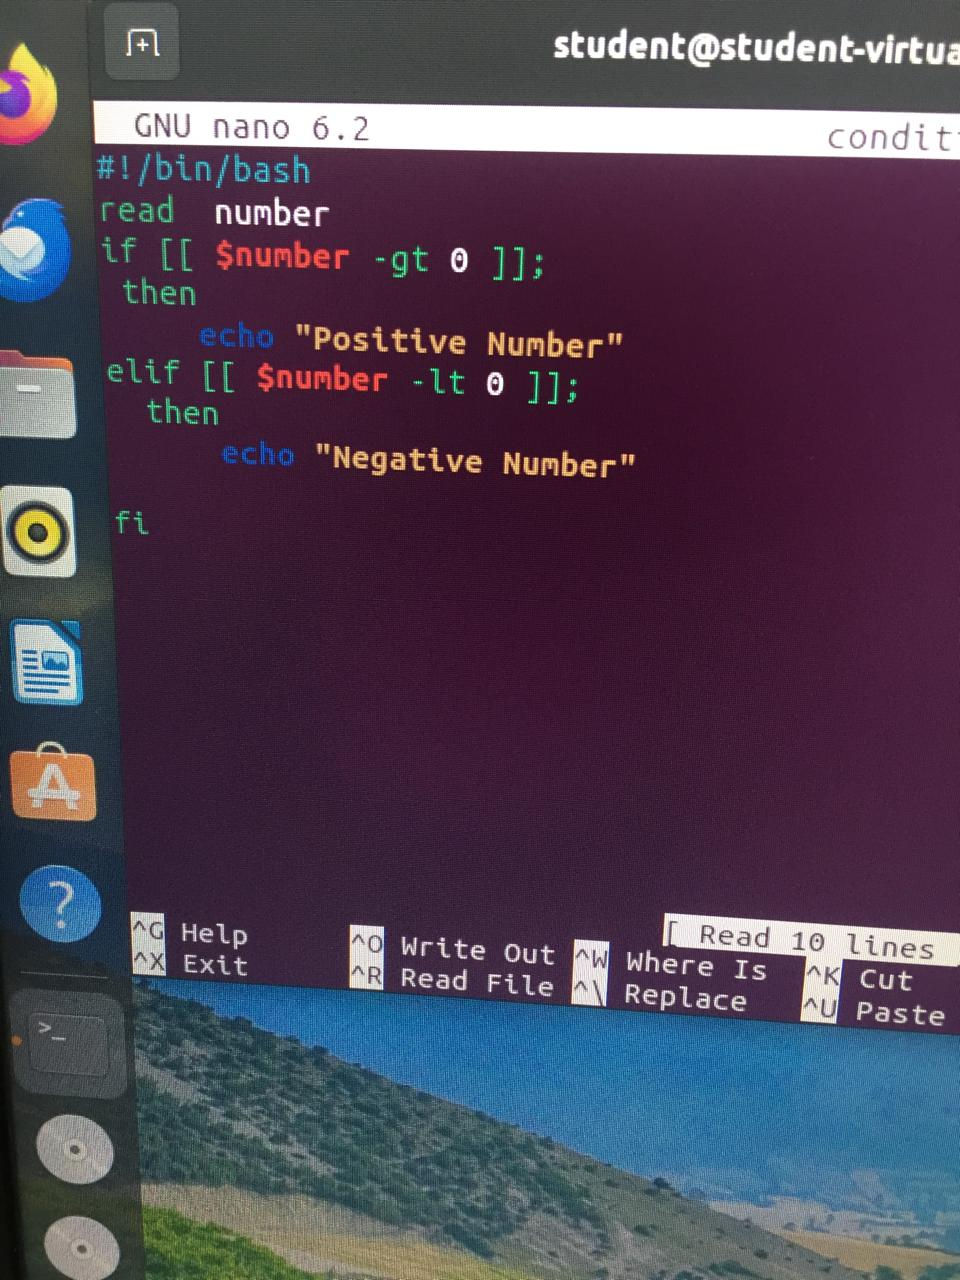 student@student-virtua
GNU nano 6.2 condit
#!/bin/bash
read number
if [[ $number -gt 0 ]];
then
echo "Positive Number"
elif [[ $number -lt 0 ]];
then
echo "Negative Number"
fi
[ Read 10 lines
^G Help ^O Write Out ^W Where Is ^K Cut
^X Exit ^R Read File ^\ Replace ^U Paste